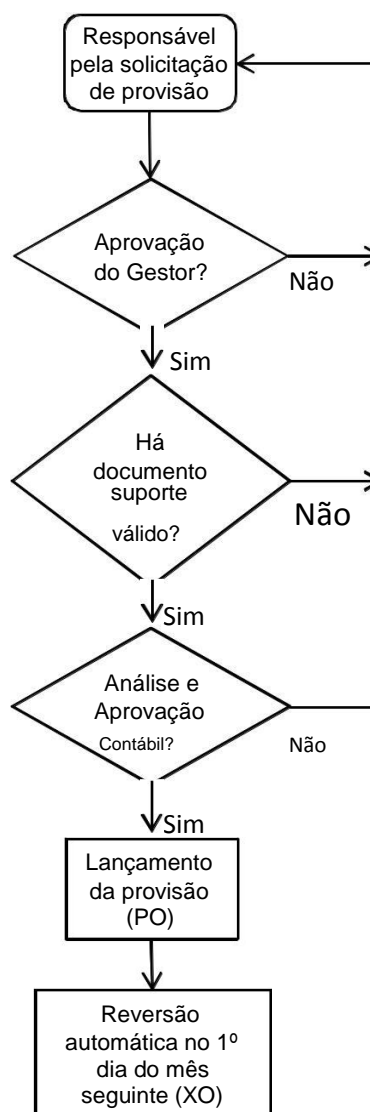 Responsável
pela solicitação
de provisão
Aprovação
do Gestor?
Não
Sim
Há
documento
suporte
válido?
Não
Sim
Análise e
Aprovação
Contábil?
Não
Sim
Lançamento
da provisão
(PO)
Reversão
automática no 1º
dia do mês
seguinte (XO)